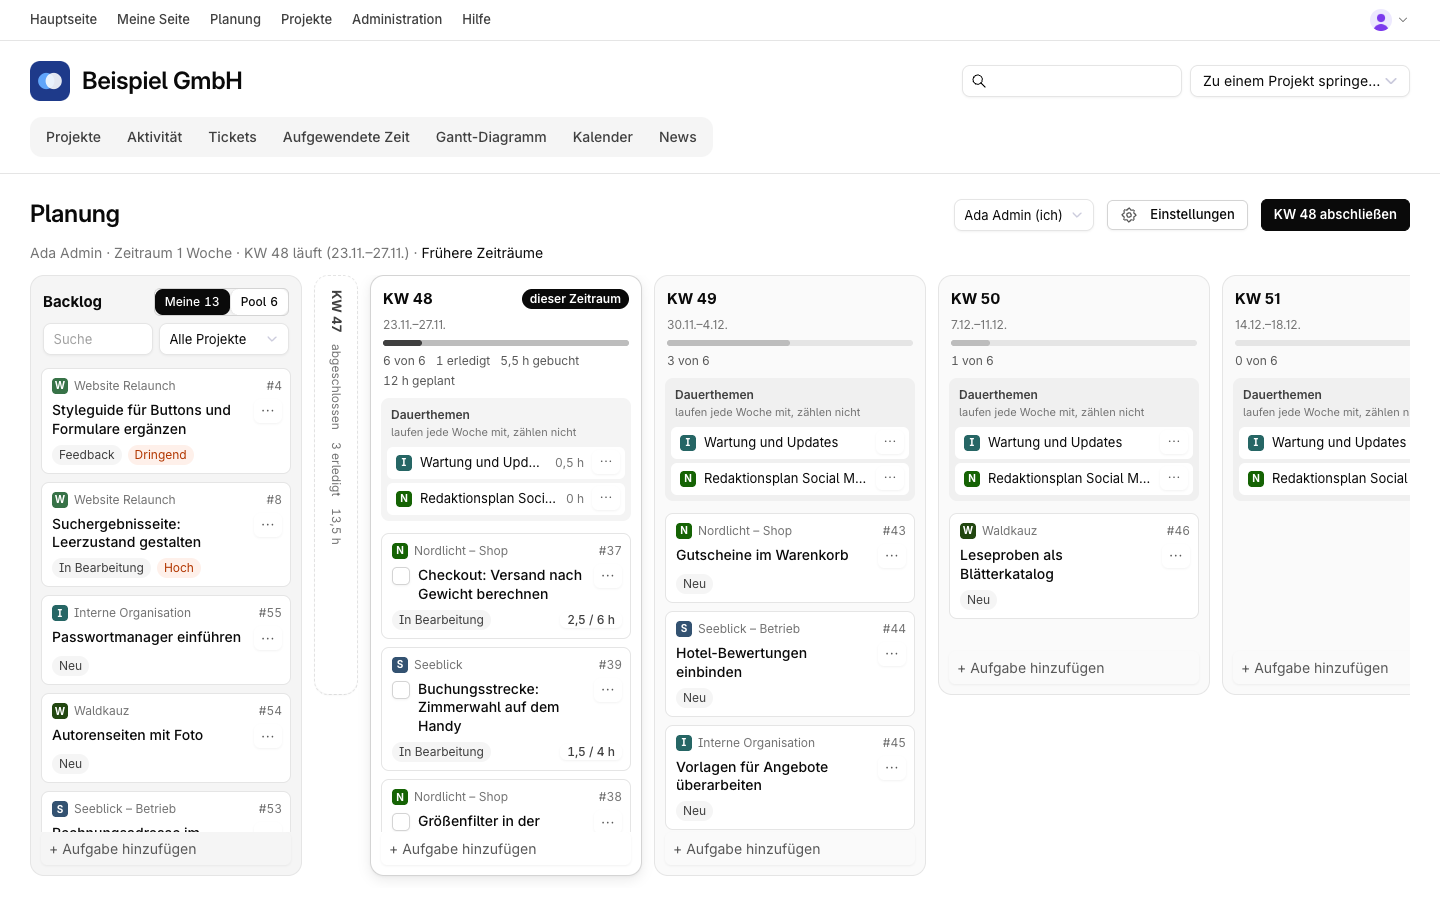 Hauptseite Meine Seite Planung Projekte Administration Hilfe
Beispiel GmbH
Zu einem Projekt springe...
Projekte Aktivität Tickets Aufgewendete Zeit Gantt-Diagramm Kalender News
Planung
Ada Admin (ich)
Einstellungen
KW 48 abschließen
Ada Admin · Zeitraum 1 Woche · KW 48 läuft (23.11.–27.11.) · Frühere Zeiträume
Backlog
Meine 13
Pool 6
Suche
Alle Projekte
W Website Relaunch #4
Styleguide für Buttons und
Formulare ergänzen
...
Feedback Dringend
W Website Relaunch #8
Suchergebnisseite:
Leerzustand gestalten
...
In Bearbeitung Hoch
I Interne Organisation #55
Passwortmanager einführen
...
Neu
W Waldkauz #54
Autorenseiten mit Foto
...
Neu
S Seeblick – Betrieb #53
+ Aufgabe hinzufügen
KW 47 abgeschlossen 3 erledigt 13,5 h
KW 48
dieser Zeitraum
23.11.–27.11.
6 von 6 1 erledigt 5,5 h gebucht
12 h geplant
Dauerthemen
laufen jede Woche mit, zählen nicht
I Wartung und Upd... 0,5 h ...
N Redaktionsplan Soci... 0 h ...
N Nordlicht – Shop #37
Checkout: Versand nach
Gewicht berechnen
...
In Bearbeitung 2,5 / 6 h
S Seeblick #39
Buchungsstrecke:
Zimmerwahl auf dem
Handy
...
In Bearbeitung 1,5 / 4 h
N Nordlicht – Shop #38
Größenfilter in der
...
+ Aufgabe hinzufügen
KW 49
30.11.–4.12.
3 von 6
Dauerthemen
laufen jede Woche mit, zählen nicht
I Wartung und Updates ...
N Redaktionsplan Social M... ...
N Nordlicht – Shop #43
Gutscheine im Warenkorb
...
Neu
S Seeblick – Betrieb #44
Hotel-Bewertungen
einbinden
...
Neu
I Interne Organisation #45
Vorlagen für Angebote
überarbeiten
...
Neu
+ Aufgabe hinzufügen
KW 50
7.12.–11.12.
1 von 6
Dauerthemen
laufen jede Woche mit, zählen nicht
I Wartung und Updates ...
N Redaktionsplan Social M... ...
W Waldkauz #46
Leseproben als
Blätterkatalog
...
Neu
+ Aufgabe hinzufügen
KW 51
14.12.–18.12.
0 von 6
Dauerthemen
laufen jede Woche mit, zählen n
I Wartung und Updates
N Redaktionsplan Social
+ Aufgabe hinzufügen